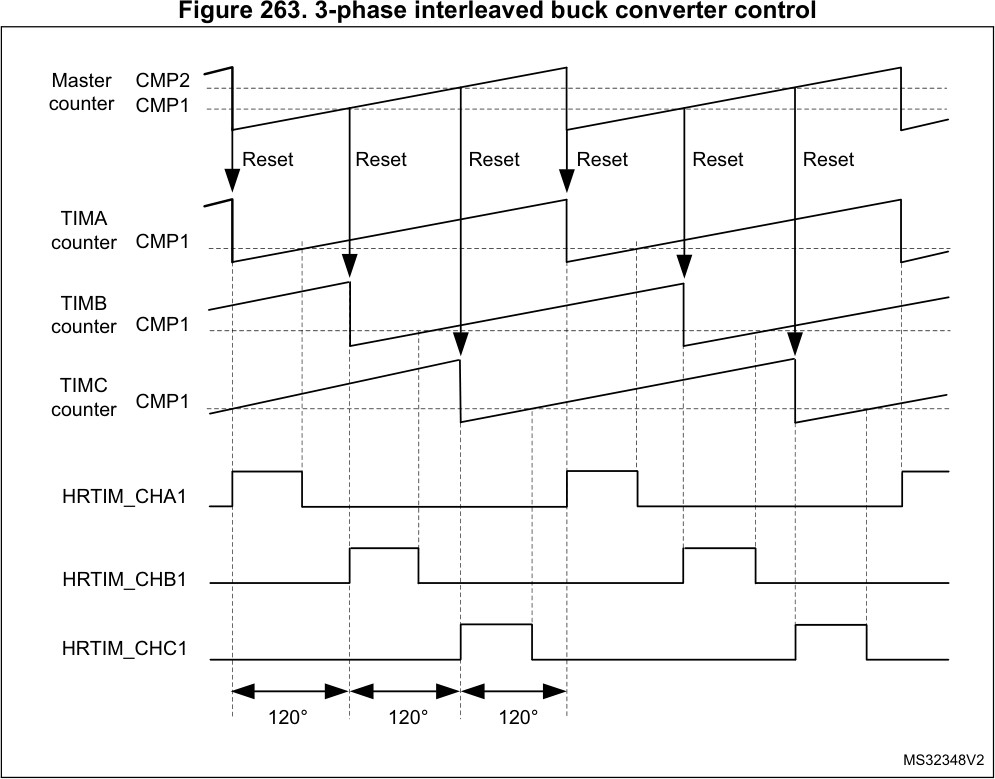 Figure 263. 3-phase interleaved buck converter control
Master counter
CMP2
CMP1
Reset Reset Reset Reset Reset Reset
TIMA counter
CMP1
TIMB counter
CMP1
TIMC counter
CMP1
HRTIM_CHA1
HRTIM_CHB1
HRTIM_CHC1
120° 120° 120°
MS32348V2